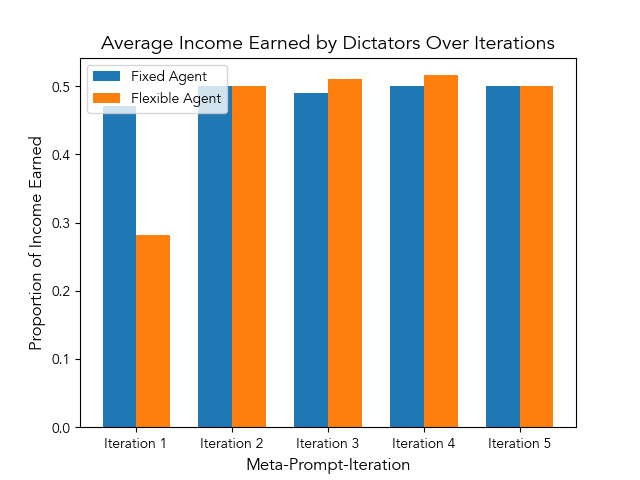 Average Income Earned by Dictators Over Iterations
Fixed Agent
Flexible Agent
Proportion of Income Earned
0.5
0.4
0.3
0.2
0.1
0.0
Iteration 1
Iteration 2
Iteration 3
Iteration 4
Iteration 5
Meta-Prompt-Iteration